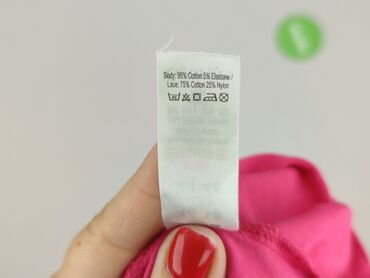 Body: 95% Cotton 5% Elastane /
Lace: 75% Cotton 25% Nylon